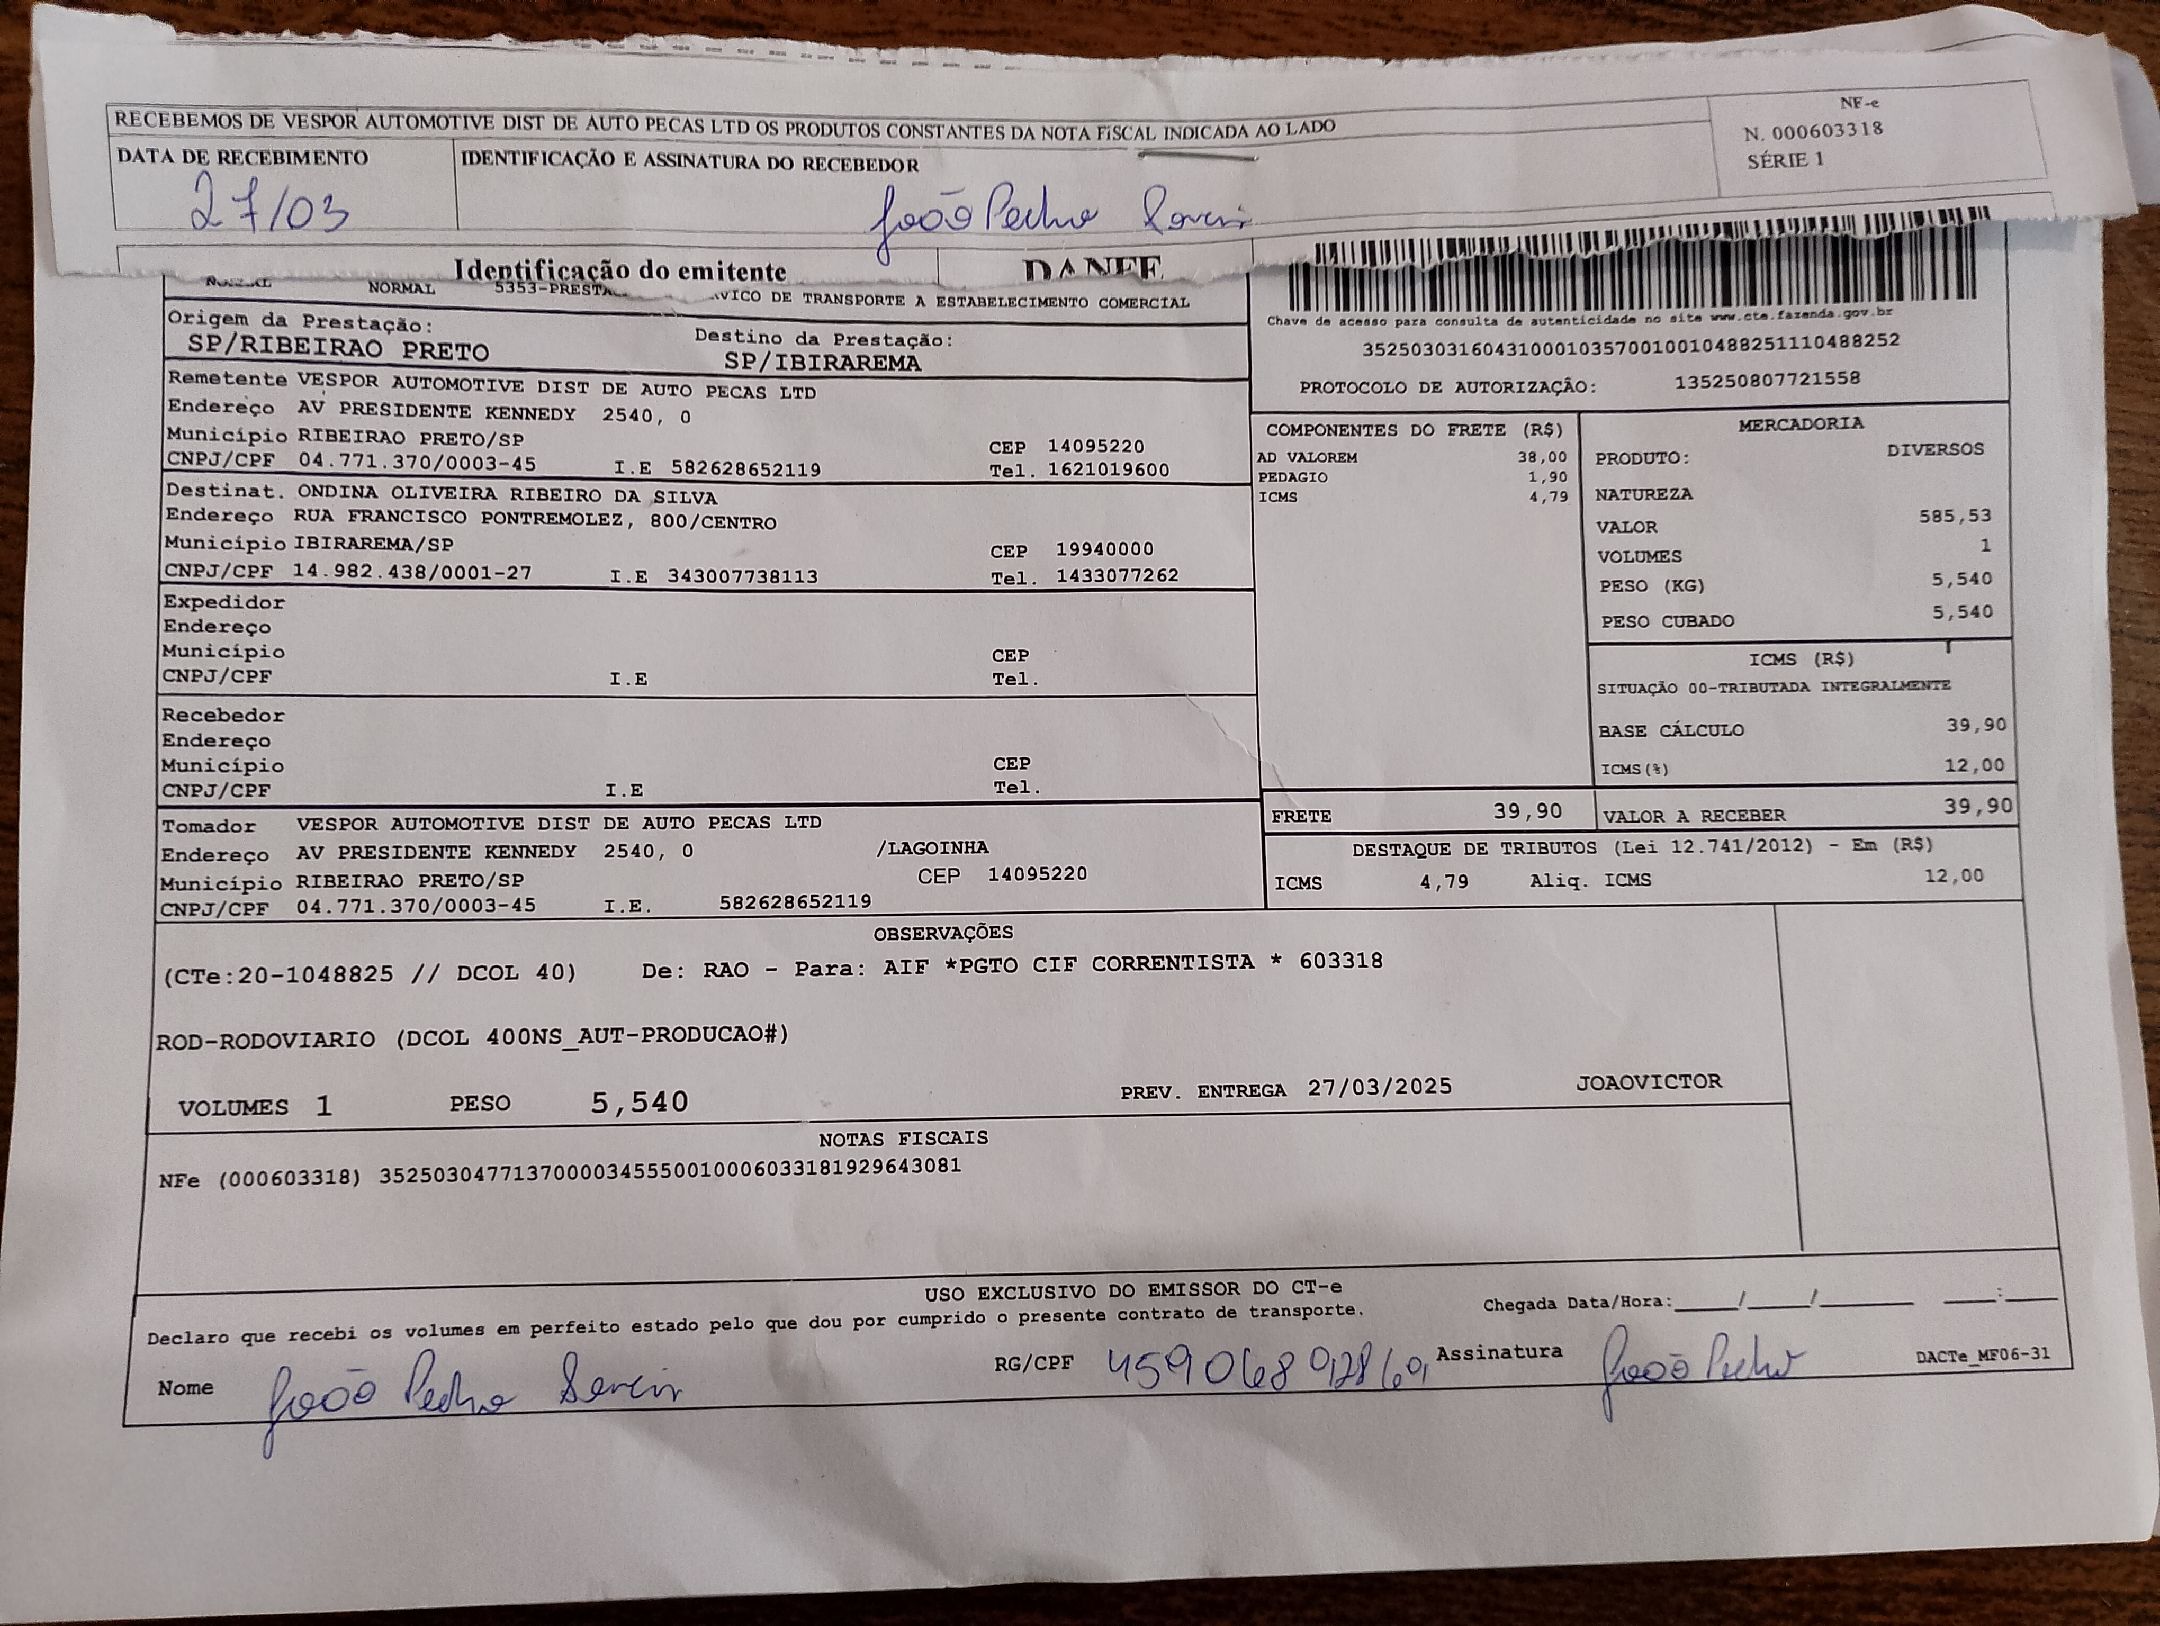 RECEBEMOS DE VESPOR AUTOMOTIVE DIST DE AUTO PECAS LTD OS PRODUTOS CONSTANTES DA NOTA FISCAL INDICADA AO LADO
NF-e
N. 000603318
SÉRIE 1
DATA DE RECEBIMENTO
27/03
IDENTIFICAÇÃO E ASSINATURA DO RECEBEDOR
João Pedro
Identificação do emitente
DANFE
NORMAL 5353-PRESTA VICO DE TRANSPORTE A ESTABELECIMENTO COMERCIAL
Origem da Prestação:
SP/RIBEIRAO PRETO
Destino da Prestação:
SP/IBIRAREMA
Chave de acesso para consulta de autenticidade no site www.cte.fazenda.gov.br
35250303160431000103570010010488251110488252
PROTOCOLO DE AUTORIZAÇÃO: 135250807721558
Remetente VESPOR AUTOMOTIVE DIST DE AUTO PECAS LTD
Endereço AV PRESIDENTE KENNEDY 2540, 0
Município RIBEIRAO PRETO/SP CEP 14095220
CNPJ/CPF 04.771.370/0003-45 I.E 582628652119 Tel. 1621019600
Destinat. ONDINA OLIVEIRA RIBEIRO DA SILVA
Endereço RUA FRANCISCO PONTREMOLEZ, 800/CENTRO
Município IBIRAREMA/SP CEP 19940000
CNPJ/CPF 14.982.438/0001-27 I.E 343007738113 Tel. 1433077262
Expedidor
Endereço
Município CEP
CNPJ/CPF I.E Tel.
Recebedor
Endereço
Município CEP
CNPJ/CPF I.E Tel.
Tomador VESPOR AUTOMOTIVE DIST DE AUTO PECAS LTD
Endereço AV PRESIDENTE KENNEDY 2540, 0 /LAGOINHA
Município RIBEIRAO PRETO/SP CEP 14095220
CNPJ/CPF 04.771.370/0003-45 I.E. 582628652119
COMPONENTES DO FRETE (R$)
AD VALOREM 38,00
PEDAGIO 1,90
ICMS 4,79
MERCADORIA
PRODUTO: DIVERSOS
NATUREZA
VALOR 585,53
VOLUMES 1
PESO (KG) 5,540
PESO CUBADO 5,540
ICMS (R$)
SITUAÇÃO 00-TRIBUTADA INTEGRALMENTE
BASE CÁLCULO 39,90
ICMS(%) 12,00
FRETE 39,90
VALOR A RECEBER 39,90
DESTAQUE DE TRIBUTOS (Lei 12.741/2012) - Em (R$)
ICMS 4,79 Aliq. ICMS 12,00
OBSERVAÇÕES
(CTe:20-1048825 // DCOL 40) De: RAO - Para: AIF *PGTO CIF CORRENTISTA * 603318
ROD-RODOVIARIO (DCOL 400NS_AUT-PRODUCAO#)
VOLUMES 1 PESO 5,540 PREV. ENTREGA 27/03/2025 JOAOVICTOR
NOTAS FISCAIS
NFe (000603318) 35250304771370000345550010006033181929643081
USO EXCLUSIVO DO EMISSOR DO CT-e
Declaro que recebi os volumes em perfeito estado pelo que dou por cumprido o presente contrato de transporte.
Chegada Data/Hora:____/____/______ ___:___
Nome João Pedro
RG/CPF
Assinatura João Pedro
DACTe_MF06-31